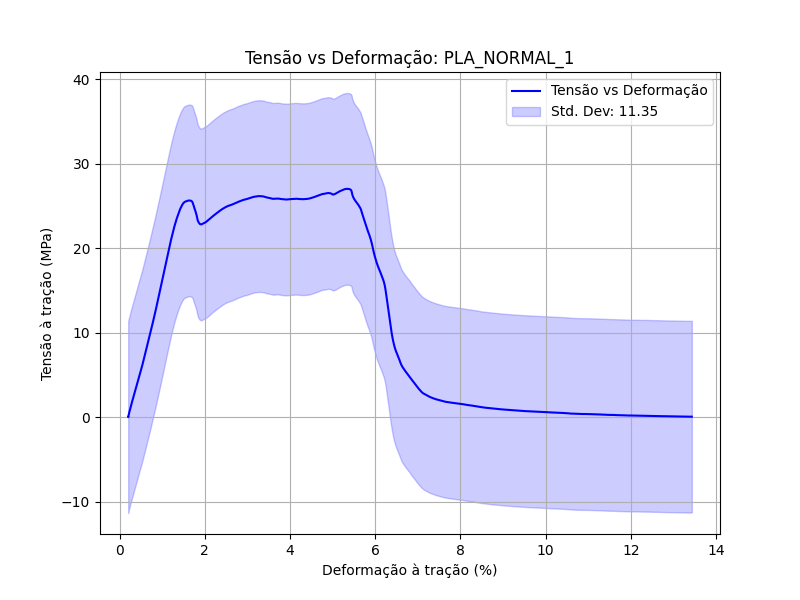 Tensão vs Deformação: PLA_NORMAL_1
Tensão vs Deformação
Std. Dev: 11.35
Tensão à tração (MPa)
40
30
20
10
0
−10
0 2 4 6 8 10 12 14
Deformação à tração (%)